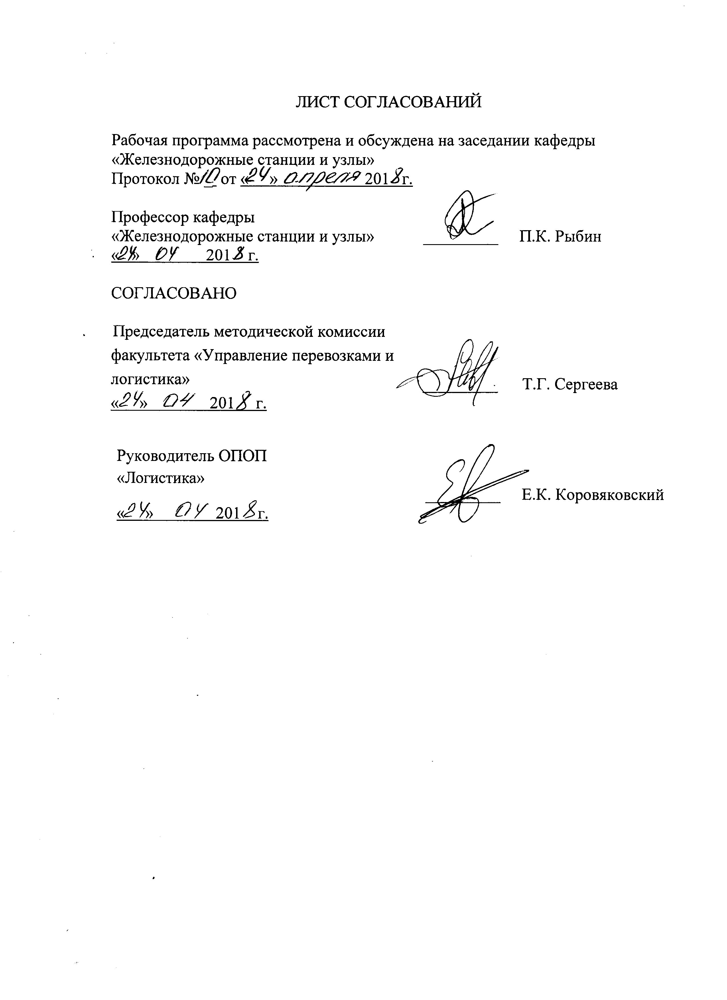 ЛИСТ СОГЛАСОВАНИЙ
Рабочая программа рассмотрена и обсуждена на заседании кафедры
«Железнодорожные станции и узлы»
Протокол №10 от «24» апреля 2018г.
Профессор кафедры
«Железнодорожные станции и узлы» П.К. Рыбин
«24» 04 2018 г.
СОГЛАСОВАНО
Председатель методической комиссии
факультета «Управление перевозками и
логистика» Т.Г. Сергеева
«24» 04 2018 г.
Руководитель ОПОП
«Логистика»
Е.К. Коровяковский
«24» 04 2018г.